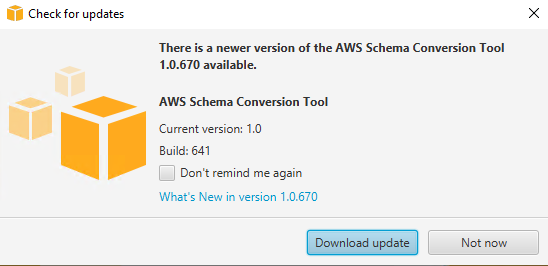 Check for updates
There is a newer version of the AWS Schema Conversion Tool
1.0.670 available.
AWS Schema Conversion Tool
Current version: 1.0
Build: 641
Don't remind me again
What's New in version 1.0.670
Download update
Not now